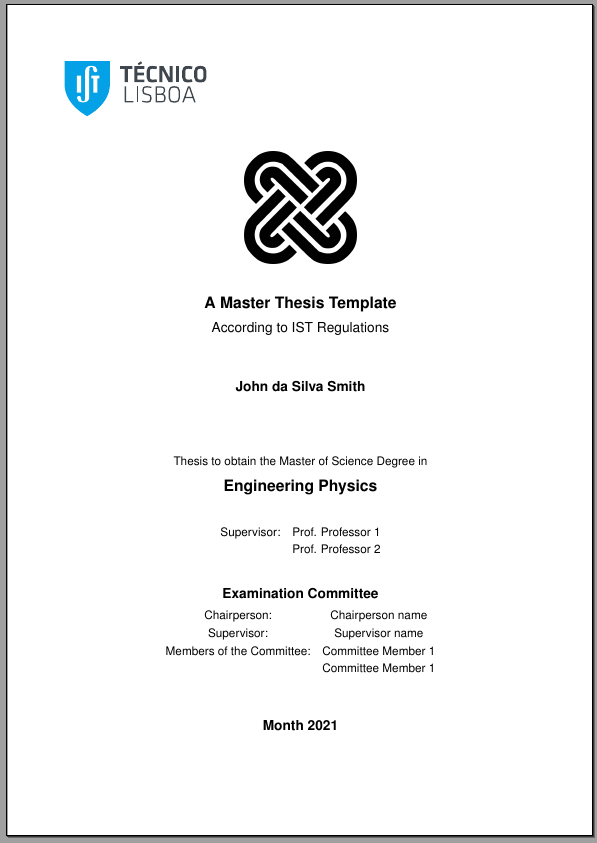 TÉCNICO
LISBOA
A Master Thesis Template
According to IST Regulations
John da Silva Smith
Thesis to obtain the Master of Science Degree in
Engineering Physics
Supervisor: Prof. Professor 1
Prof. Professor 2
Examination Committee
Chairperson: Chairperson name
Supervisor: Supervisor name
Members of the Committee: Committee Member 1
Committee Member 1
Month 2021